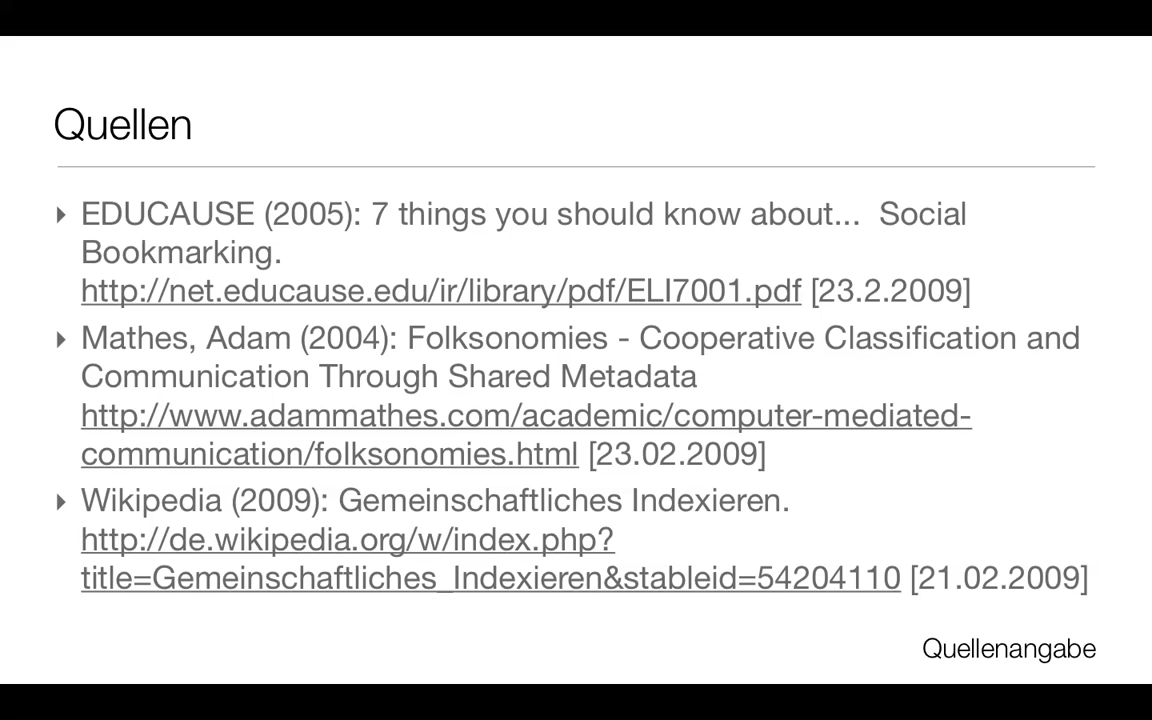 Quellen
‣ EDUCAUSE (2005): 7 things you should know about...  Social
Bookmarking.
http://net.educause.edu/ir/library/pdf/ELI7001.pdf [23.2.2009]
‣ Mathes, Adam (2004): Folksonomies - Cooperative Classification and
Communication Through Shared Metadata
http://www.adammathes.com/academic/computer-mediated-
communication/folksonomies.html [23.02.2009]
‣ Wikipedia (2009): Gemeinschaftliches Indexieren.
http://de.wikipedia.org/w/index.php?
title=Gemeinschaftliches_Indexieren&stableid=54204110 [21.02.2009]
Quellenangabe